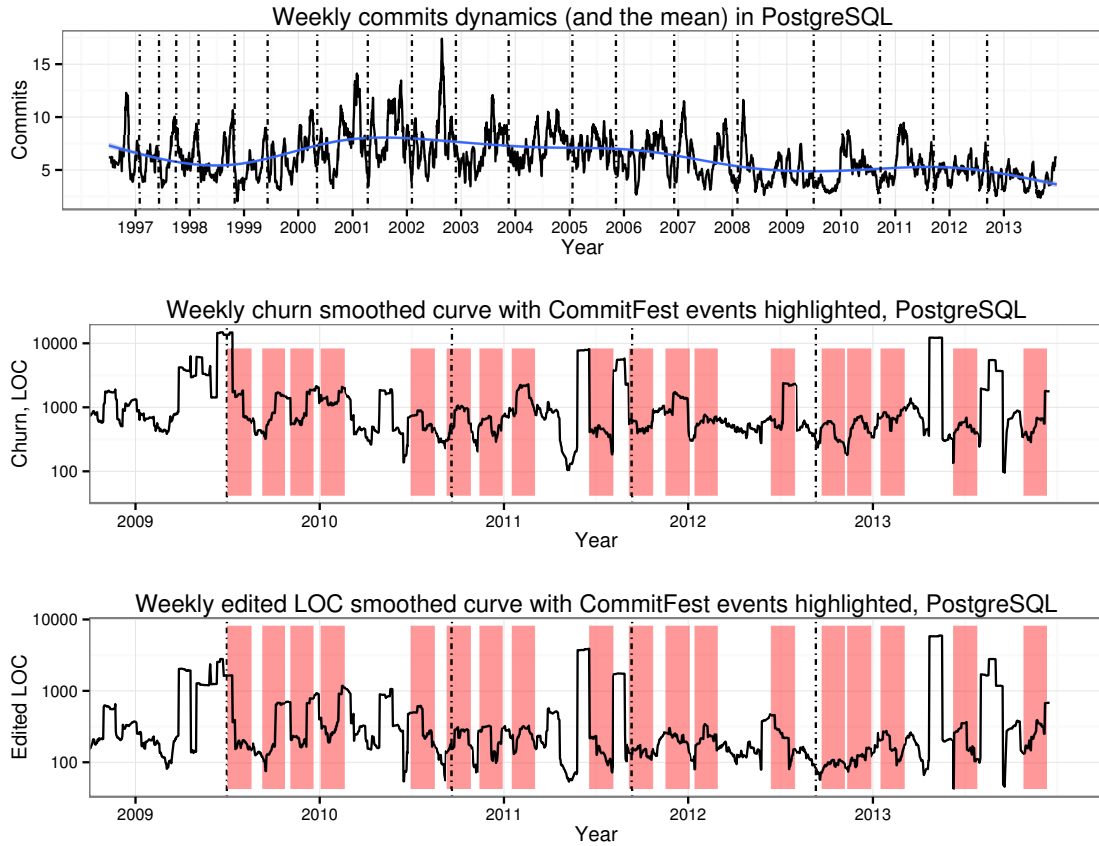 Weekly commits dynamics (and the mean) in PostgreSQL
15
10
5
Commits
1997 1998 1999 2000 2001 2002 2003 2004 2005 2006 2007 2008 2009 2010 2011 2012 2013
Year
Weekly churn smoothed curve with CommitFest events highlighted, PostgreSQL
10000
1000
100
Churn, LOC
2009 2010 2011 2012 2013
Year
Weekly edited LOC smoothed curve with CommitFest events highlighted, PostgreSQL
10000
1000
100
Edited LOC
2009 2010 2011 2012 2013
Year